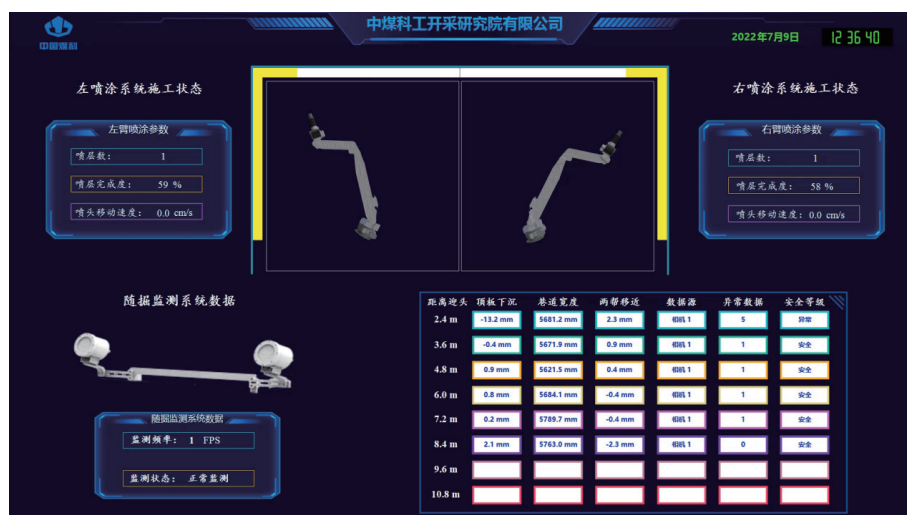 中煤科工开采研究院有限公司
中国煤科
2022年7月9日 12 36 40
左喷涂系统施工状态
左臂喷涂参数
喷层数: 1
喷层完成度: 59 %
喷头移动速度: 0.0 cm/s
右喷涂系统施工状态
右臂喷涂参数
喷层数: 1
喷层完成度: 58 %
喷头移动速度: 0.0 cm/s
随掘监测系统数据
随掘监测系统数据
监测频率: 1 FPS
监测状态: 正常监测
距离迎头 顶板下沉 巷道宽度 两帮移近 数据源 异常数据 安全等级
2.4 m -13.2 mm 5681.2 mm 2.3 mm 相机 1 5 异常
3.6 m -0.4 mm 5671.9 mm 0.9 mm 相机 1 1 安全
4.8 m 0.9 mm 5621.5 mm 0.4 mm 相机 1 1 安全
6.0 m 0.8 mm 5684.1 mm -0.4 mm 相机 1 1 安全
7.2 m 0.2 mm 5789.7 mm -0.4 mm 相机 1 1 安全
8.4 m 2.1 mm 5763.0 mm -2.3 mm 相机 1 0 安全
9.6 m
10.8 m